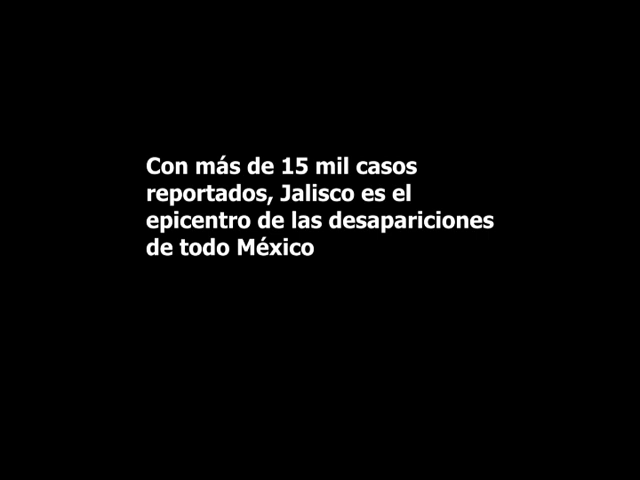 Con más de 15 mil casos
reportados, Jalisco es el
epicentro de las desapariciones
de todo México